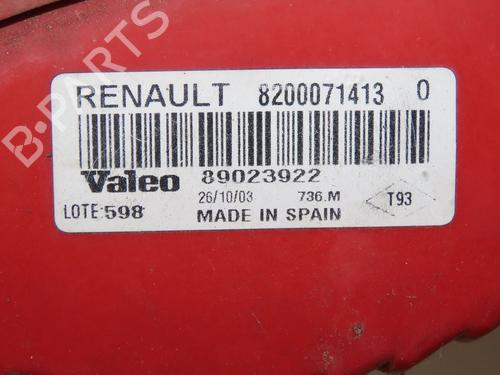 RENAULT 8200071413 0
Valeo 89023922
26/10/03 736.M T93
LOTE:598 MADE IN SPAIN
B-PARTS